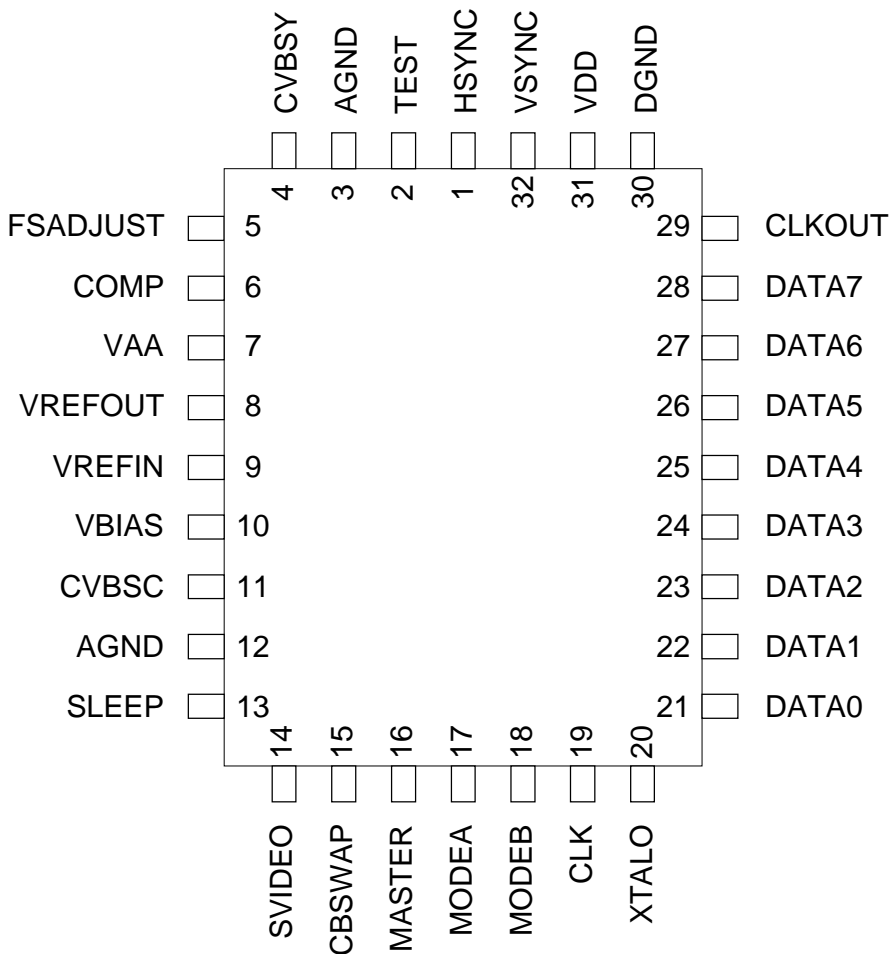 CVBSY AGND TEST HSYNC VSYNC VDD DGND
4 3 2 1 32 31 30
FSADJUST 5 29 CLKOUT
COMP 6 28 DATA7
VAA 7 27 DATA6
VREFOUT 8 26 DATA5
VREFIN 9 25 DATA4
VBIAS 10 24 DATA3
CVBSC 11 23 DATA2
AGND 12 22 DATA1
SLEEP 13 21 DATA0
14 15 16 17 18 19 20
SVIDEO CBSWAP MASTER MODEA MODEB CLK XTALO